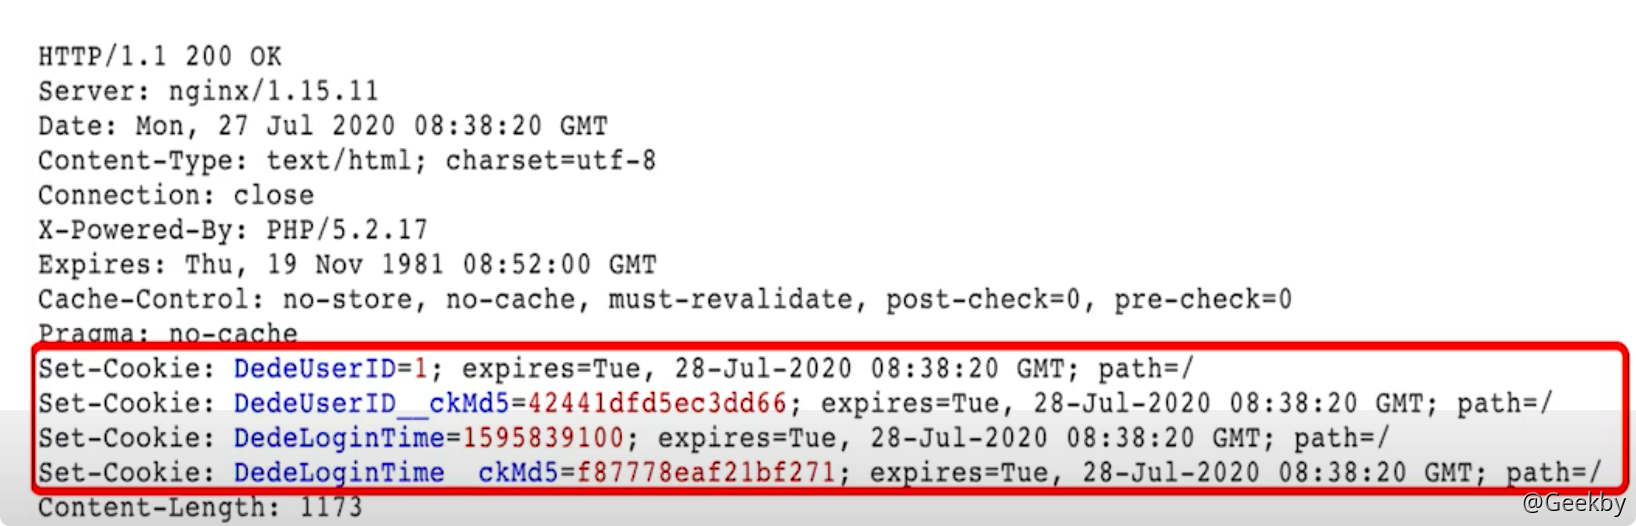 HTTP/1.1 200 OK
Server: nginx/1.15.11
Date: Mon, 27 Jul 2020 08:38:20 GMT
Content-Type: text/html; charset=utf-8
Connection: close
X-Powered-By: PHP/5.2.17
Expires: Thu, 19 Nov 1981 08:52:00 GMT
Cache-Control: no-store, no-cache, must-revalidate, post-check=0, pre-check=0
Pragma: no-cache
Set-Cookie: DedeUserID=1; expires=Tue, 28-Jul-2020 08:38:20 GMT; path=/
Set-Cookie: DedeUserID__ckMd5=42441dfd5ec3dd66; expires=Tue, 28-Jul-2020 08:38:20 GMT; path=/
Set-Cookie: DedeLoginTime=1595839100; expires=Tue, 28-Jul-2020 08:38:20 GMT; path=/
Set-Cookie: DedeLoginTime__ckMd5=f87778eaf21bf271; expires=Tue, 28-Jul-2020 08:38:20 GMT; path=/
Content-Length: 1173
@Geekby